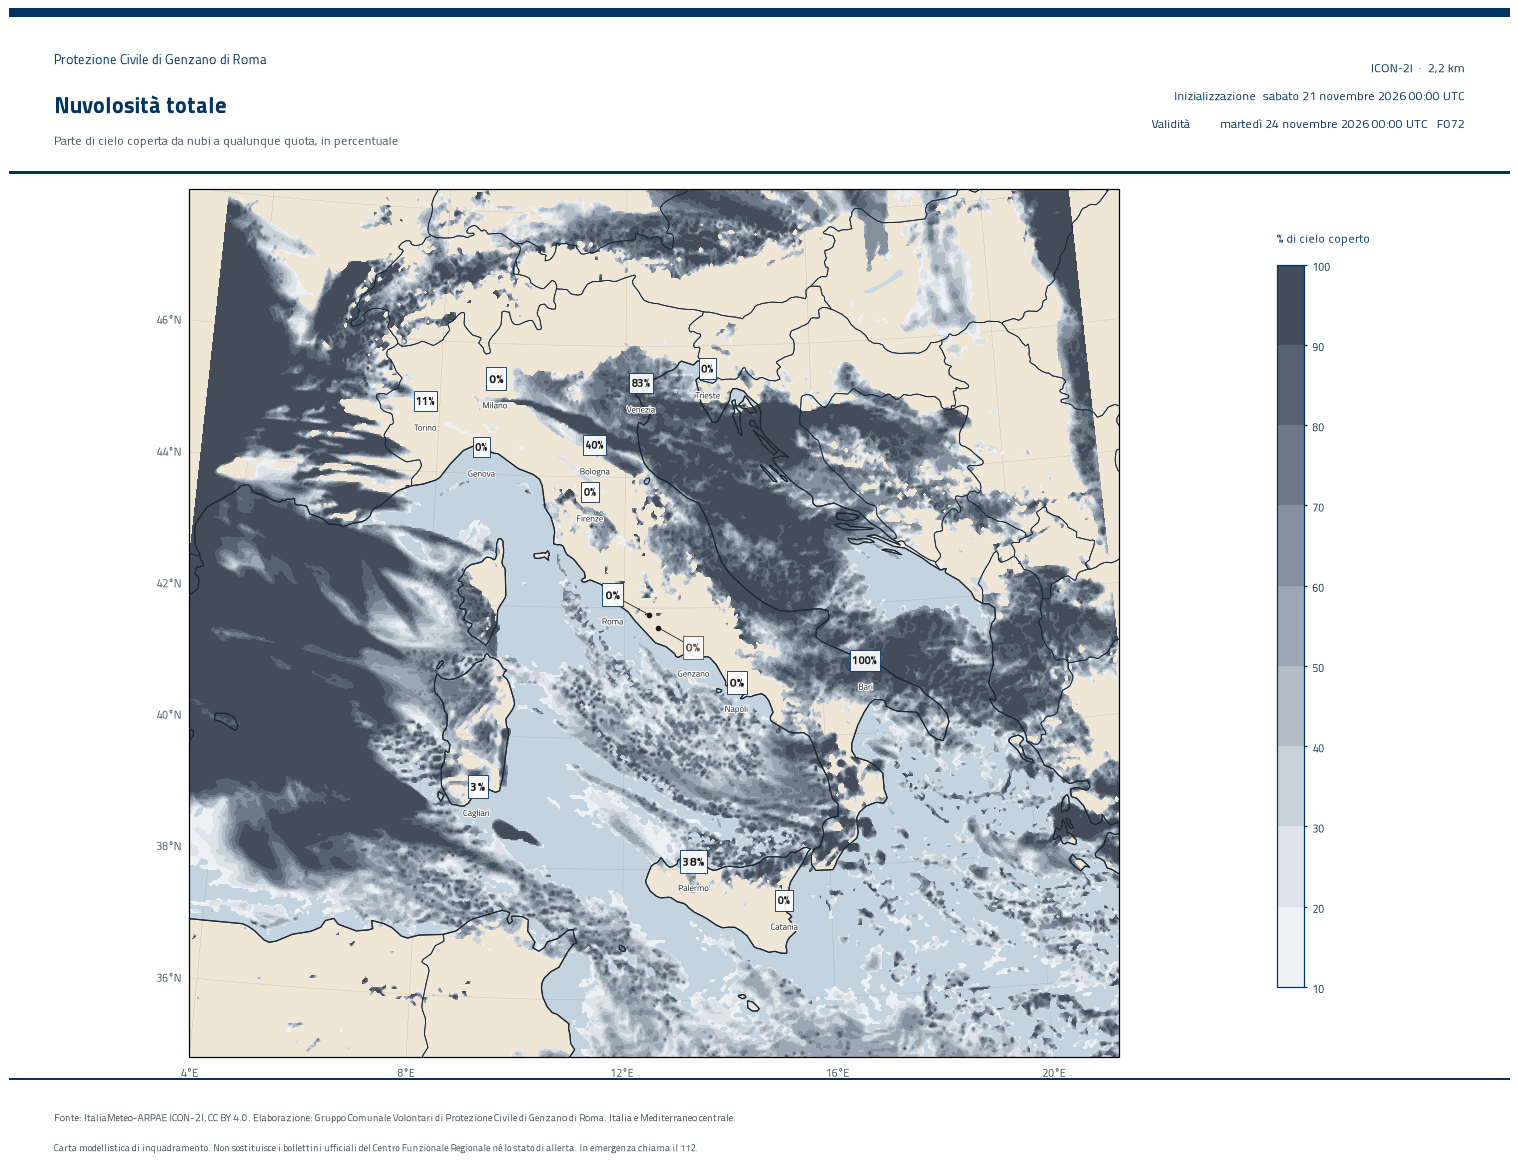 Protezione Civile di Genzano di Roma
Nuvolosità totale
Parte di cielo coperta da nubi a qualunque quota, in percentuale
ICON-2I · 2,2 km
Inizializzazione sabato 21 novembre 2026 00:00 UTC
Validità martedì 24 novembre 2026 00:00 UTC F072
% di cielo coperto
100
90
80
70
60
50
40
30
20
10
46°N
44°N
42°N
40°N
38°N
36°N
4°E
8°E
12°E
16°E
20°E
0%
Milano
11%
Torino
0%
Genova
83%
Venezia
0%
Trieste
40%
Bologna
0%
Firenze
0%
Roma
0%
Genzano
0%
Napoli
100%
Bari
3%
Cagliari
38%
Palermo
0%
Catania
Fonte: ItaliaMeteo-ARPAE ICON-2I, CC BY 4.0. Elaborazione: Gruppo Comunale Volontari di Protezione Civile di Genzano di Roma. Italia e Mediterraneo centrale.
Carta modellistica di inquadramento. Non sostituisce i bollettini ufficiali del Centro Funzionale Regionale né lo stato di allerta. In emergenza chiama il 112.